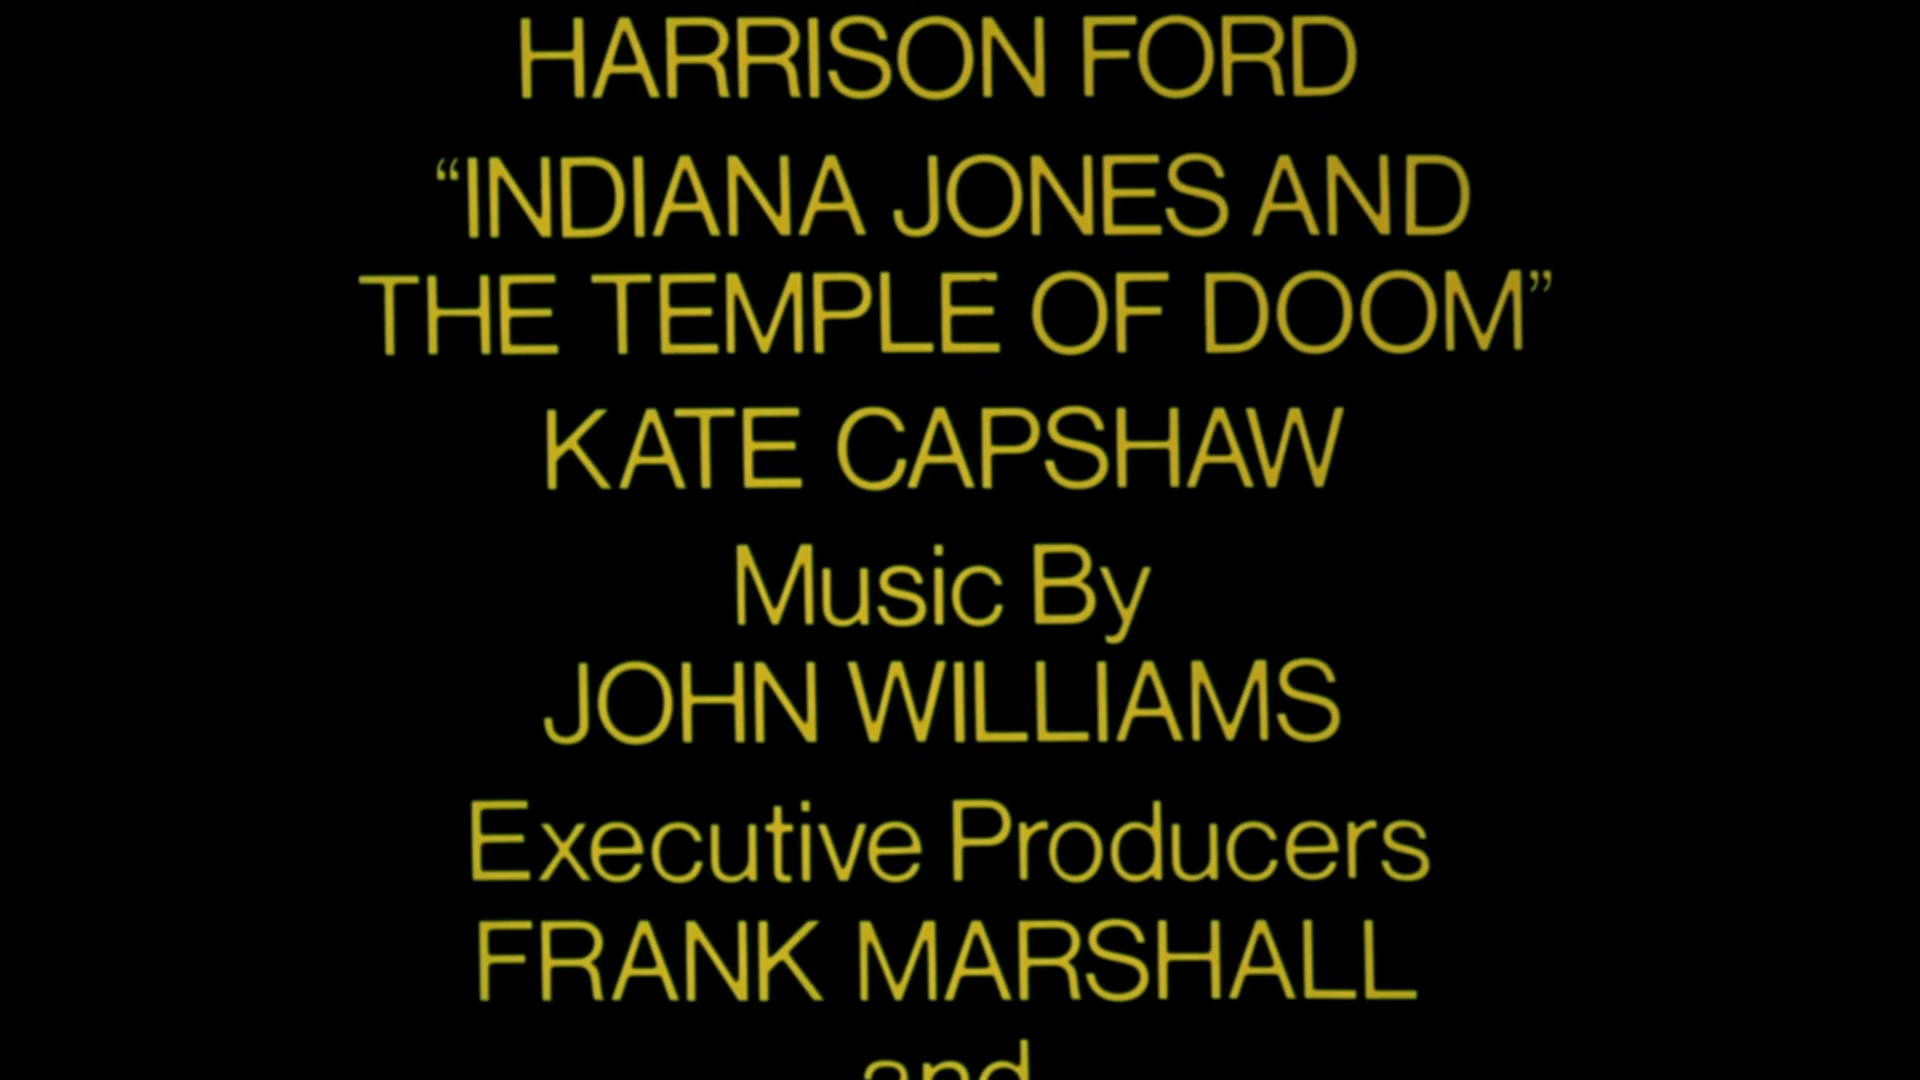 HARRISON FORD
“INDIANA JONES AND
THE TEMPLE OF DOOM”
KATE CAPSHAW
Music By
JOHN WILLIAMS
Executive Producers
FRANK MARSHALL
and